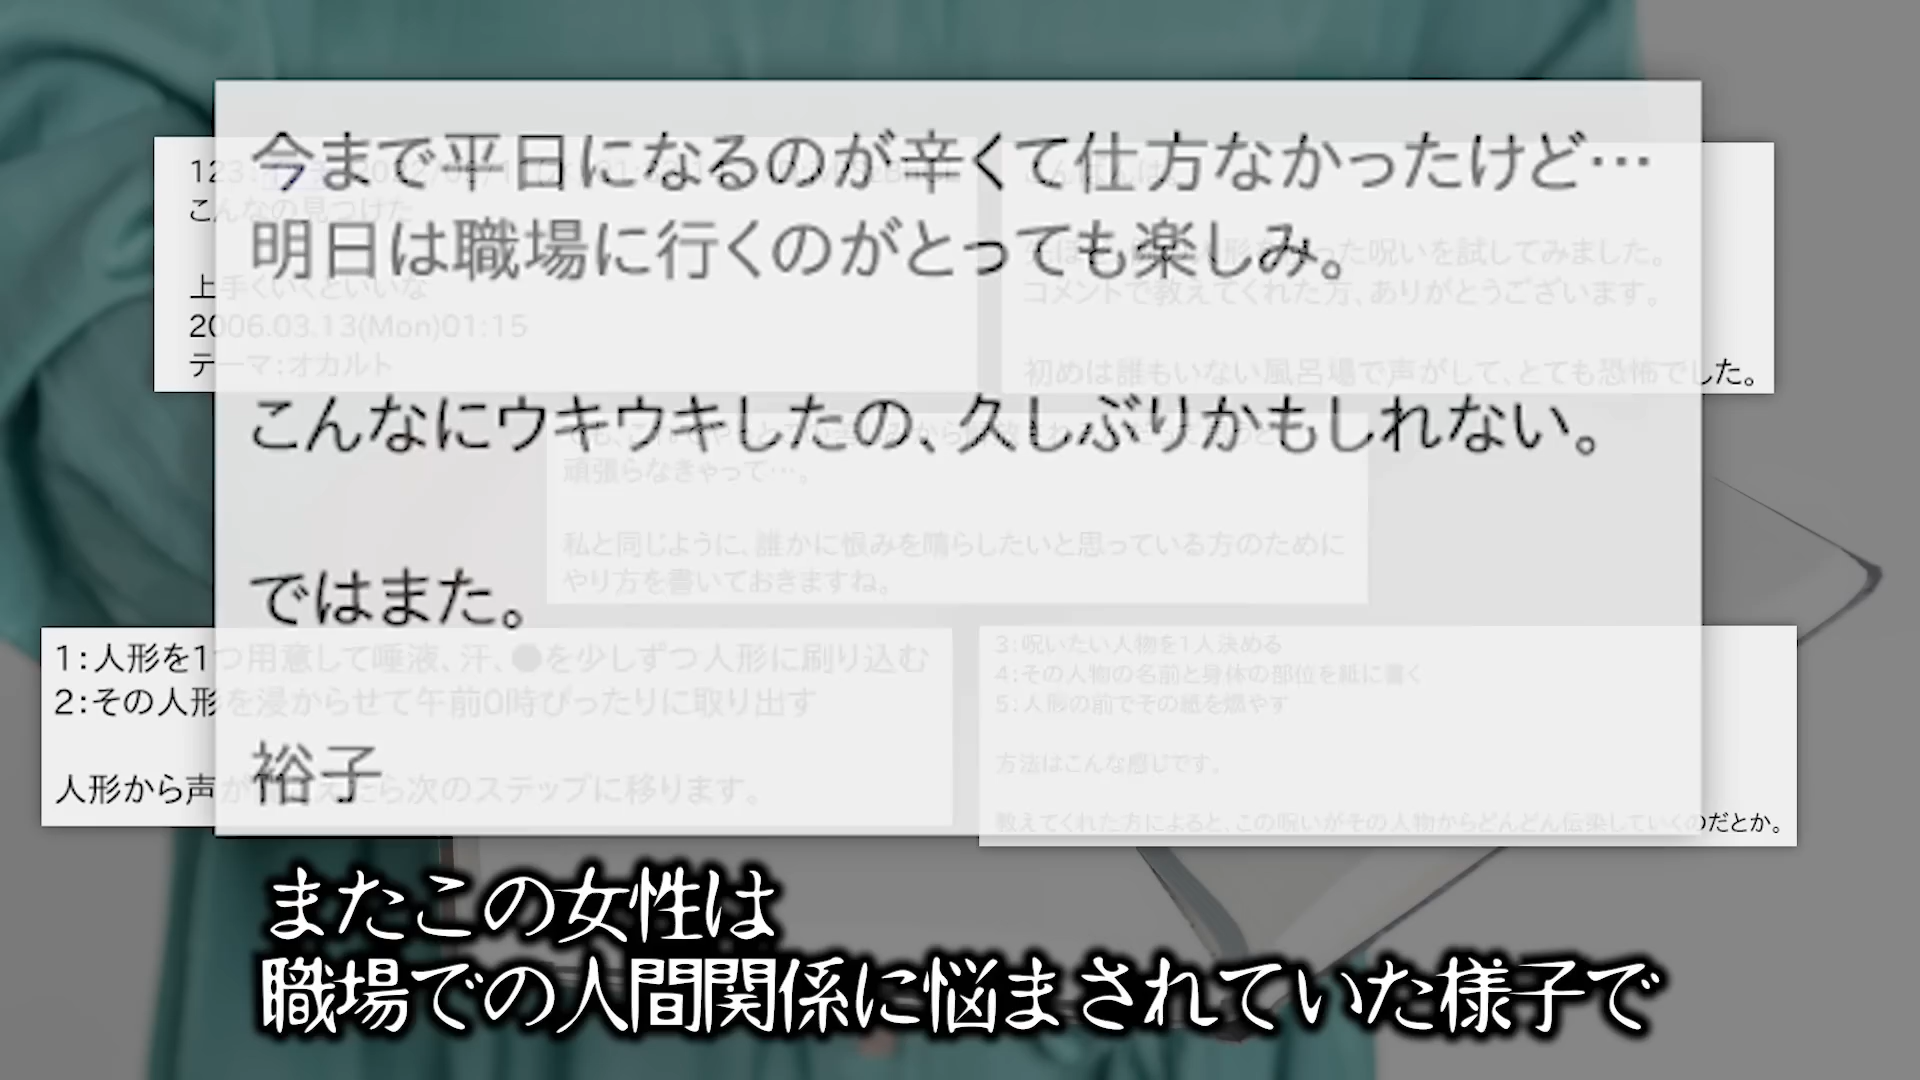 今まで平日になるのが辛くて仕方なかったけど…
明日は職場に行くのがとっても楽しみ。
こんなにウキウキしたの、久しぶりかもしれない。
ではまた。
裕子
こんなの見つけた
上手くいくといいな
2006.03.13(Mon)01:15
テーマ：オカルト
った呪いを試してみました。
コメントで教えてくれた方、ありがとうございます。
初めは誰もいない風呂場で声がして、とても恐怖でした。
頑張らなきゃって…。
私と同じように、誰かに恨みを晴らしたいと思っている方のために
やり方を書いておきますね。
1：人形を1つ用意して唾液、汗、●を少しずつ人形に刷り込む
2：その人形を浸からせて午前0時ぴったりに取り出す
人形から声が
たら次のステップに移ります。
3：呪いたい人物を1人決める
4：その人物の名前と身体の部位を紙に書く
5：人形の前でその紙を燃やす
方法はこんな感じです。
教えてくれた方によると、この呪いがその人物からどんどん伝染していくのだとか。
またこの女性は
職場での人間関係に悩まされていた様子で